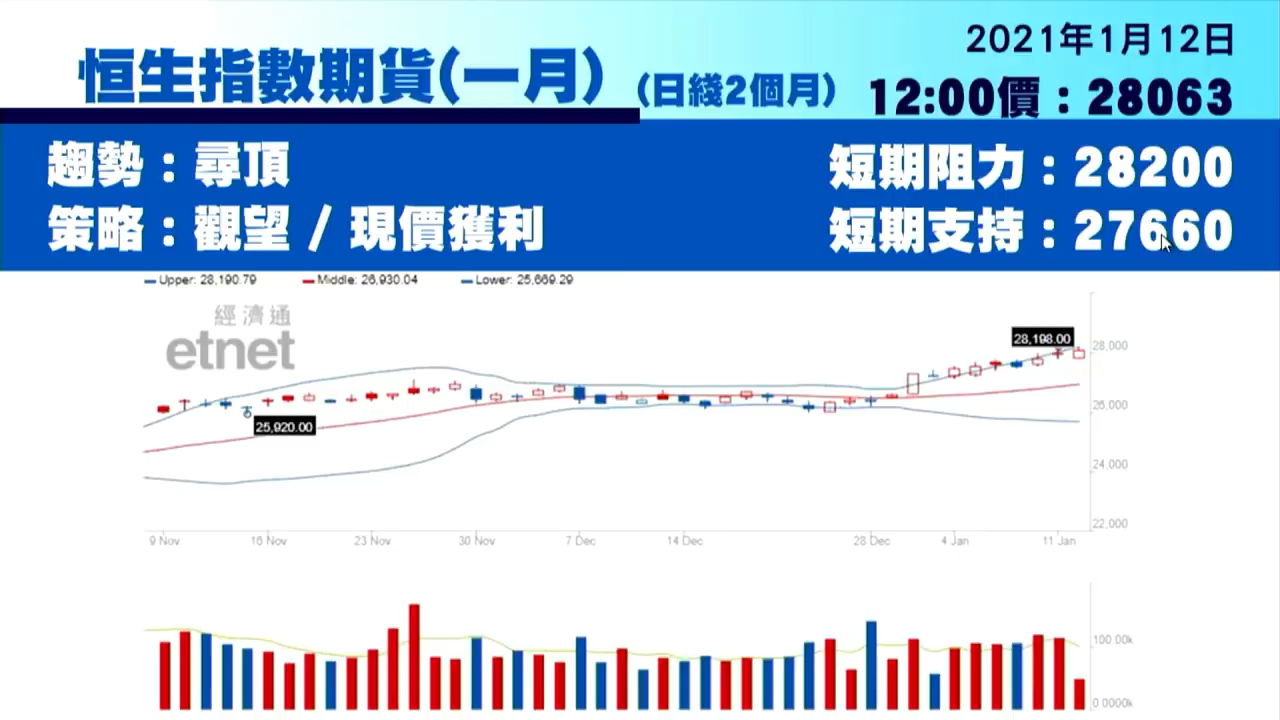 2021年1月12日
恒生指數期貨(一月) (日綫2個月) 12:00價：28063
趨勢：尋頂
短期阻力：28200
策略：觀望 / 現價獲利
短期支持：27660
Upper: 28,190.79 Middle: 26,930.04 Lower: 25,669.29
經濟通
etnet
28,198.00
25,920.00
28,000
26,000
24,000
22,000
9 Nov 16 Nov 23 Nov 30 Nov 7 Dec 14 Dec 28 Dec 4 Jan 11 Jan
100.00k
0.0000k